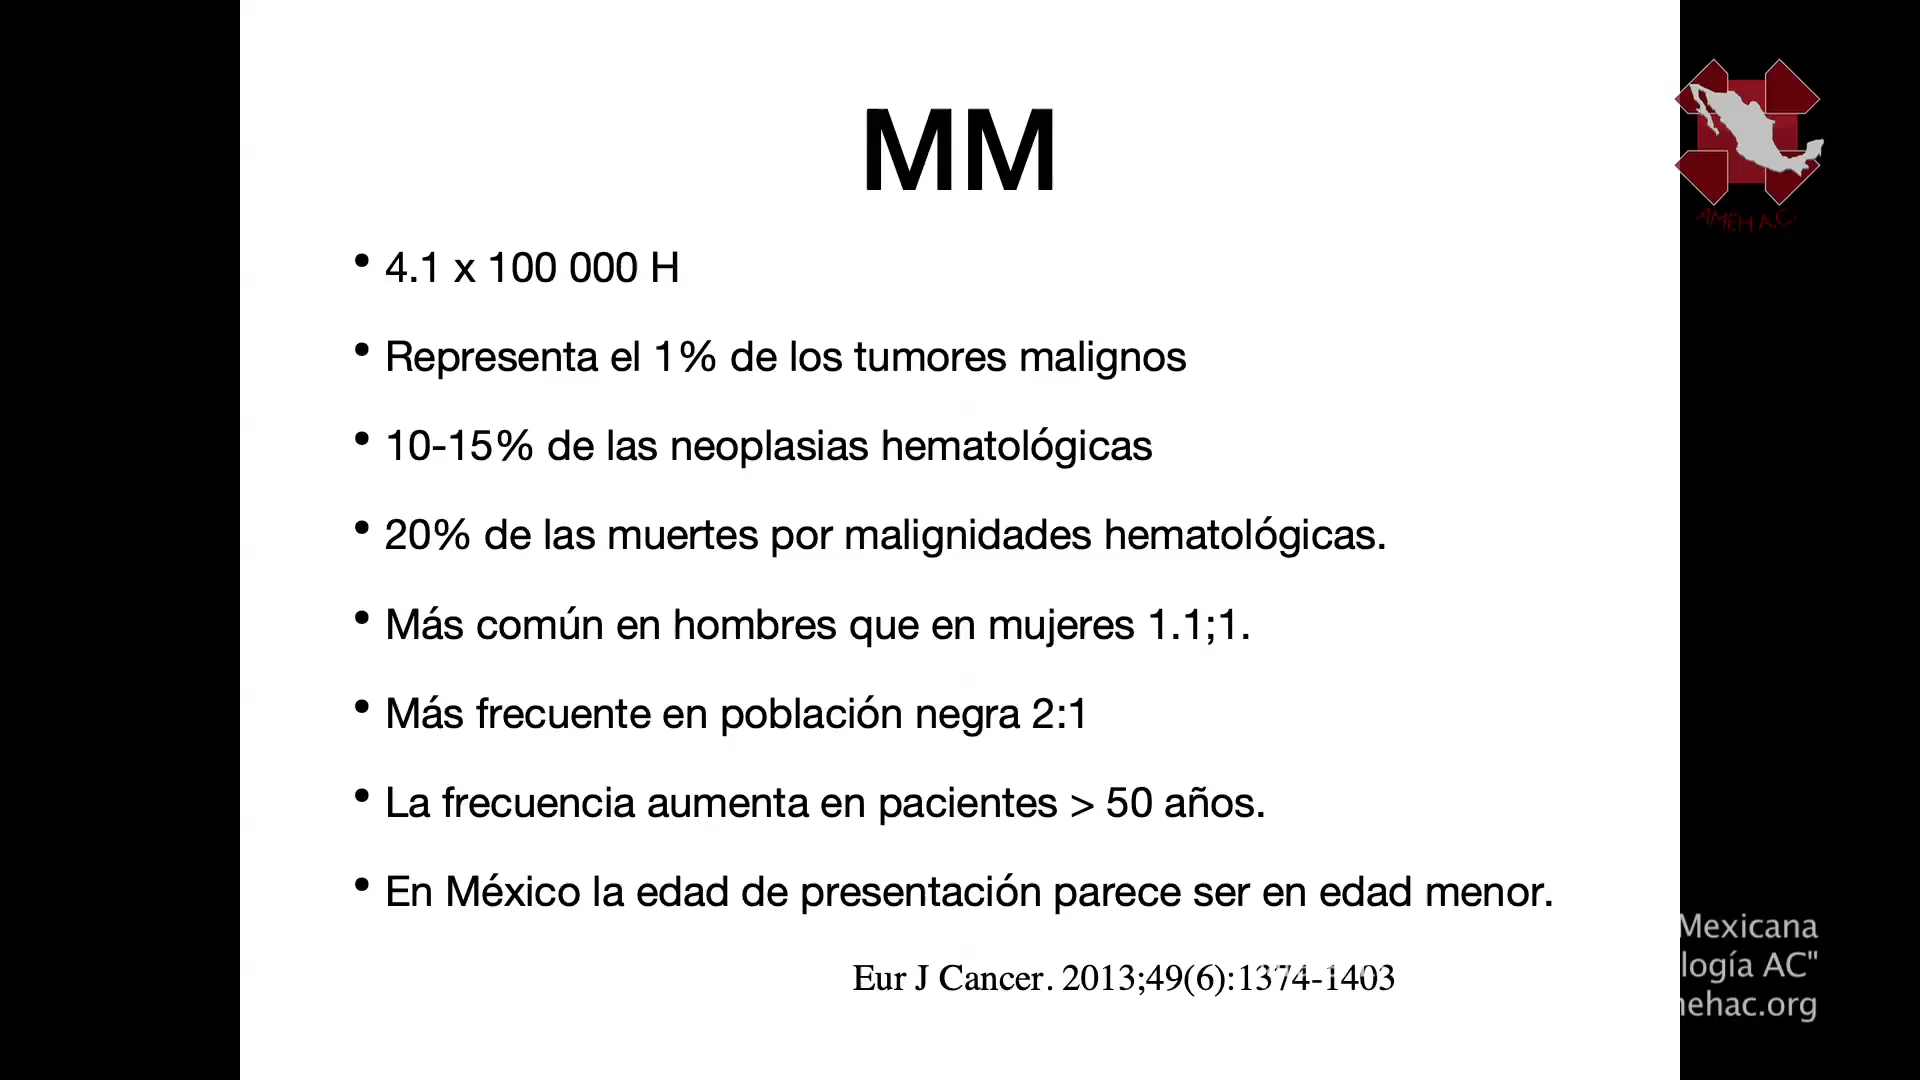 MM
AMEH A.C.
• 4.1 x 100 000 H
• Representa el 1% de los tumores malignos
• 10-15% de las neoplasias hematológicas
• 20% de las muertes por malignidades hematológicas.
• Más común en hombres que en mujeres 1.1;1.
• Más frecuente en población negra 2:1
• La frecuencia aumenta en pacientes > 50 años.
• En México la edad de presentación parece ser en edad menor.
Eur J Cancer. 2013;49(6):1374-1403
Mexicana
logía AC"
ehac.org